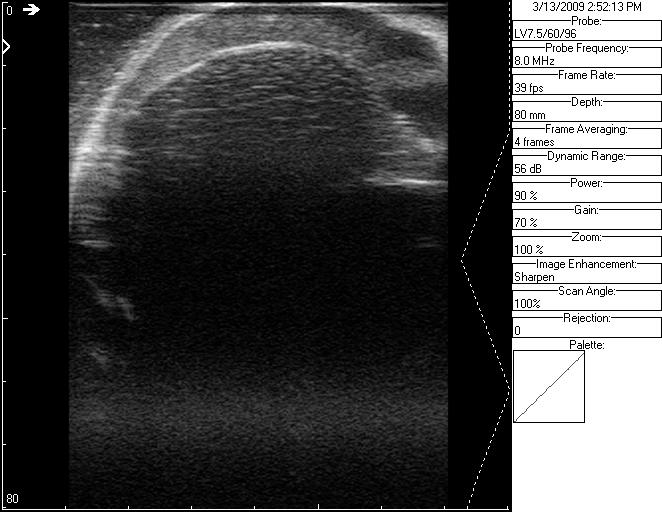 0
3/13/2009 2:52:13 PM
Probe:
LV7.5/60/96
Probe Frequency:
8.0 MHz
Frame Rate:
39 fps
Depth:
80 mm
Frame Averaging:
4 frames
Dynamic Range:
56 dB
Power:
90 %
Gain:
70 %
Zoom:
100 %
Image Enhancement:
Sharpen
Scan Angle:
100%
Rejection:
0
Palette:
80